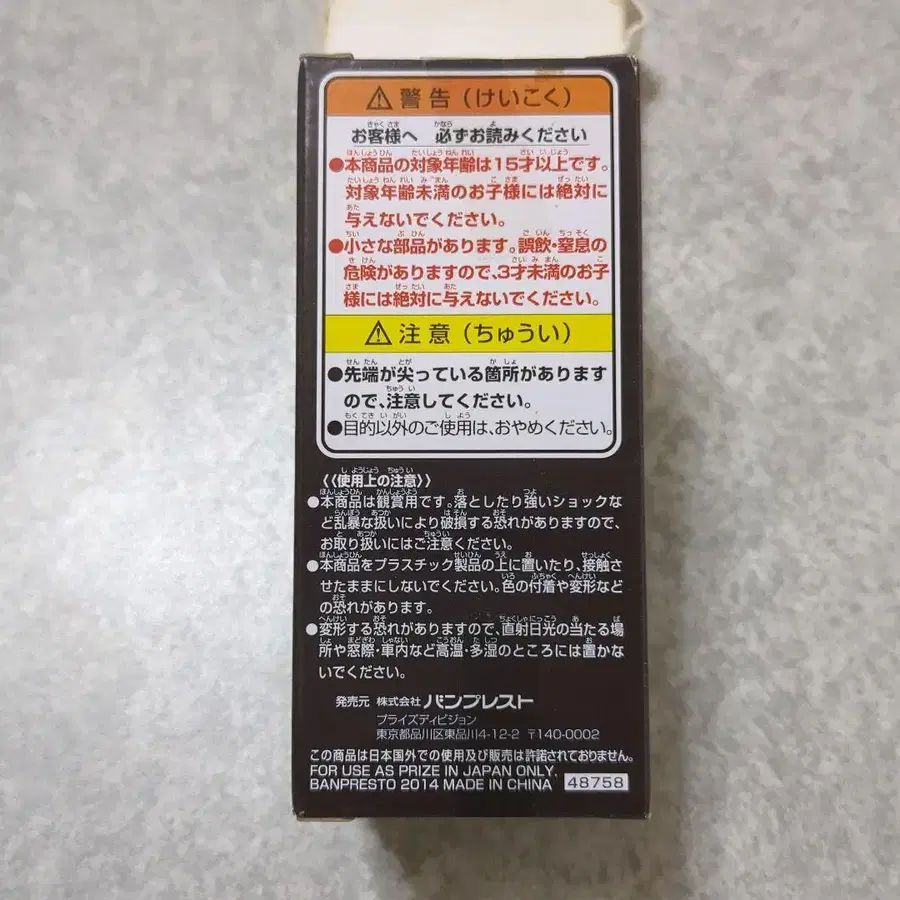 ⚠警告(けいこく)
お客様へ 必ずお読みください
●本商品の対象年齢は15才以上です。
対象年齢未満のお子様には絶対に
与えないでください。
●小さな部品があります。誤飲・窒息の
危険がありますので、3才未満のお子
様には絶対に与えないでください。
⚠注意(ちゅうい)
●先端が尖っている箇所があります
ので、注意してください。
●目的以外のご使用は、おやめください。
《使用上の注意》
●本商品は観賞用です。落としたり強いショックな
ど乱暴な扱いにより破損する恐れがありますので、
お取り扱いにはご注意ください。
●本商品をプラスチック製品の上に置いたり、接触さ
せたままにしないでください。色の付着や変形など
の恐れがあります。
●変形する恐れがありますので、直射日光の当たる場
所や窓際・車内など高温・多湿のところには置かな
いでください。
発売元 株式会社 バンプレスト
プライズディビジョン
東京都品川区東品川4-12-2 〒140-0002
この商品は日本国外での使用及び販売は許諾されておりません。
FOR USE AS PRIZE IN JAPAN ONLY.
BANPRESTO 2014 MADE IN CHINA 48758